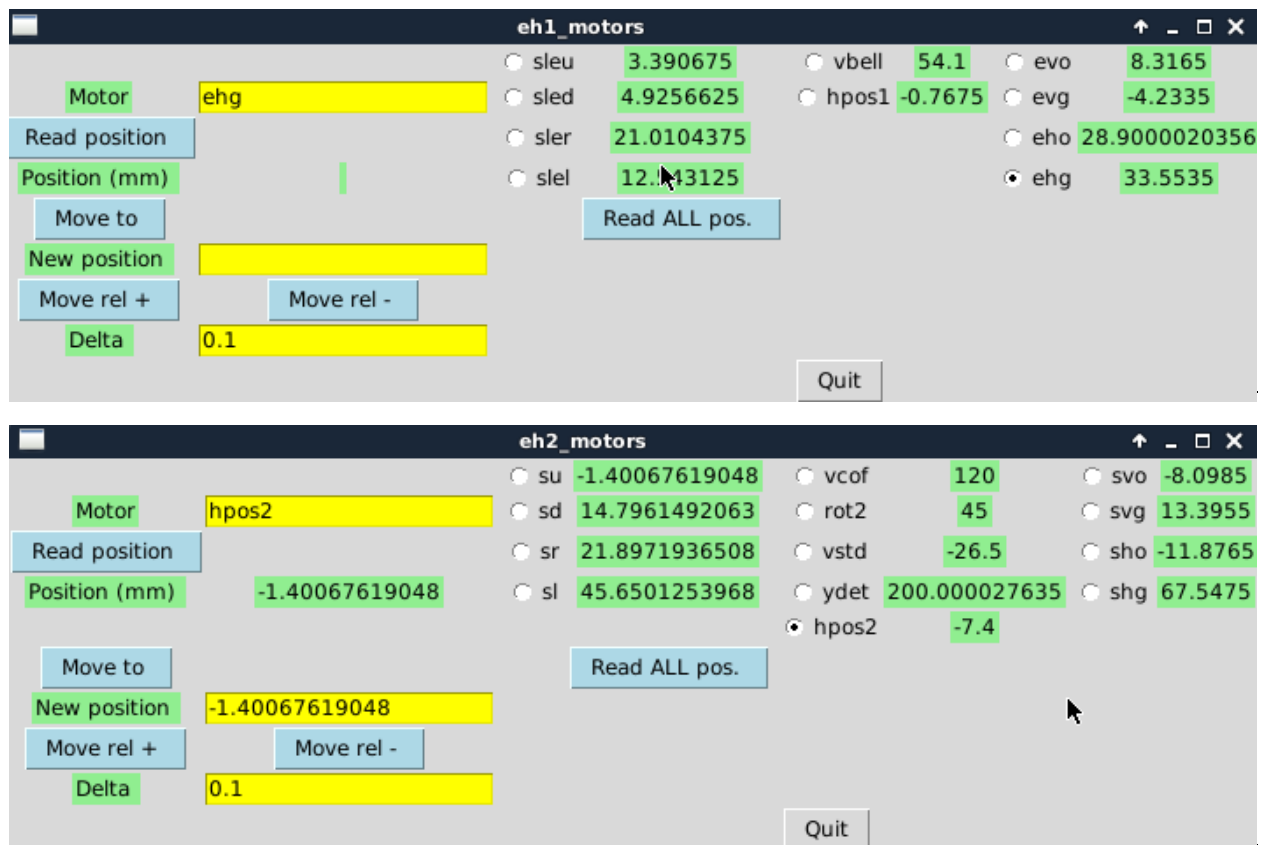 eh1_motors
sleu 3.390675 vbell 54.1 evo 8.3165
Motor ehg sled 4.9256625 hpos1 -0.7675 evg -4.2335
Read position sler 21.0104375 eho 28.9000020356
Position (mm) slel ehg 33.5535
Move to Read ALL pos.
New position
Move rel + Move rel -
Delta 0.1
Quit
eh2_motors
su -1.40067619048 vcof 120 svo -8.0985
Motor hpos2 sd 14.7961492063 rot2 45 svg 13.3955
Read position sr 21.8971936508 vstd -26.5 sho -11.8765
Position (mm) -1.40067619048 sl 45.6501253968 ydet 200.000027635 shg 67.5475
hpos2 -7.4
Move to Read ALL pos.
New position -1.40067619048
Move rel + Move rel -
Delta 0.1
Quit